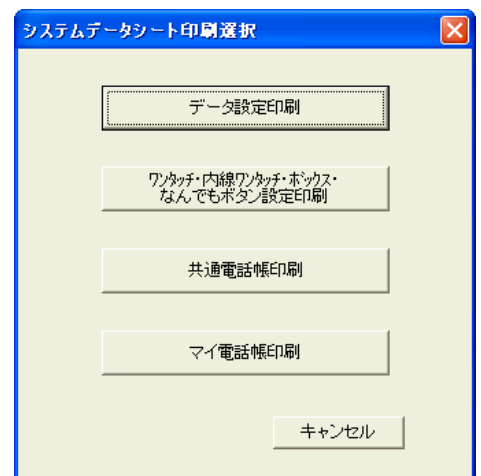 システムデータシート印刷選択
データ設定印刷
ワンタッチ・内線ワンタッチ・ボックス・
なんでもボタン設定印刷
共通電話帳印刷
マイ電話帳印刷
キャンセル